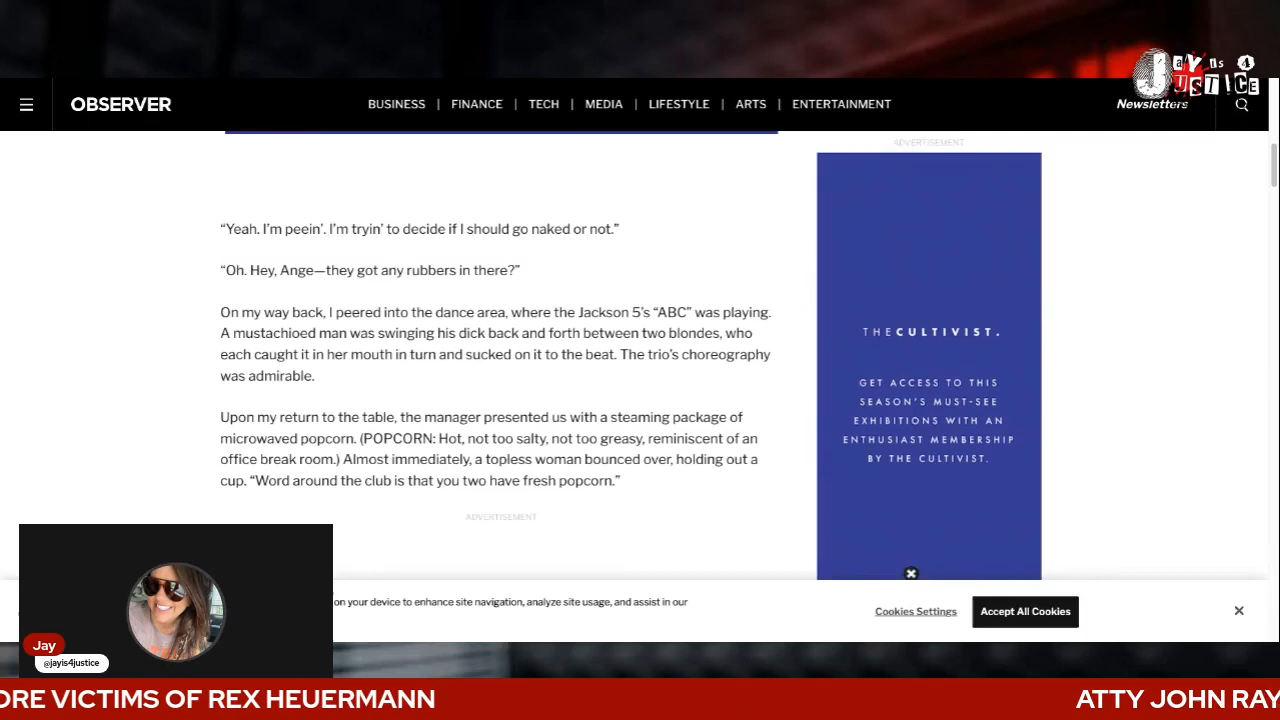 Jay is 4
JUSTICE
OBSERVER
BUSINESS | FINANCE | TECH | MEDIA | LIFESTYLE | ARTS | ENTERTAINMENT
Newsletters
ADVERTISEMENT
“Yeah. I’m peein’. I’m tryin’ to decide if I should go naked or not.”
“Oh. Hey, Ange—they got any rubbers in there?”
On my way back, I peered into the dance area, where the Jackson 5’s “ABC” was playing.
A mustachioed man was swinging his dick back and forth between two blondes, who
each caught it in her mouth in turn and sucked on it to the beat. The trio’s choreography
was admirable.
Upon my return to the table, the manager presented us with a steaming package of
microwaved popcorn. (POPCORN: Hot, not too salty, not too greasy, reminiscent of an
office break room.) Almost immediately, a topless woman bounced over, holding out a
cup. “Word around the club is that you two have fresh popcorn.”
ADVERTISEMENT
THECULTIVIST.
GET ACCESS TO THIS
SEASON’S MUST-SEE
EXHIBITIONS WITH AN
ENTHUSIAST MEMBERSHIP
BY THE CULTIVIST.
on your device to enhance site navigation, analyze site usage, and assist in our
Cookies Settings
Accept All Cookies
Jay
@jayis4justice
ORE VICTIMS OF REX HEUERMANN
ATTY JOHN RAY